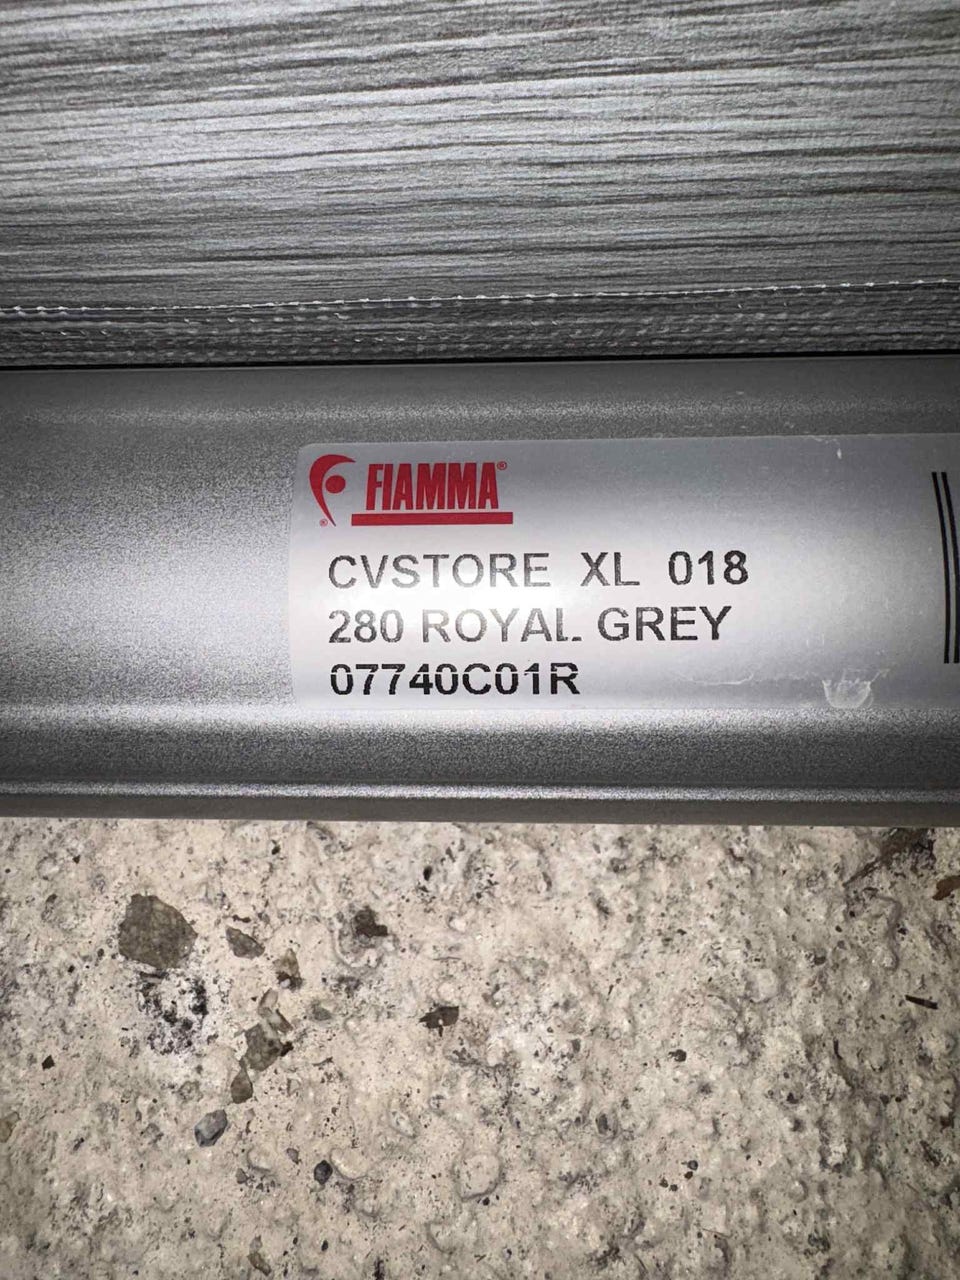 FIAMMA®
CVSTORE XL 018
280 ROYAL GREY
07740C01R